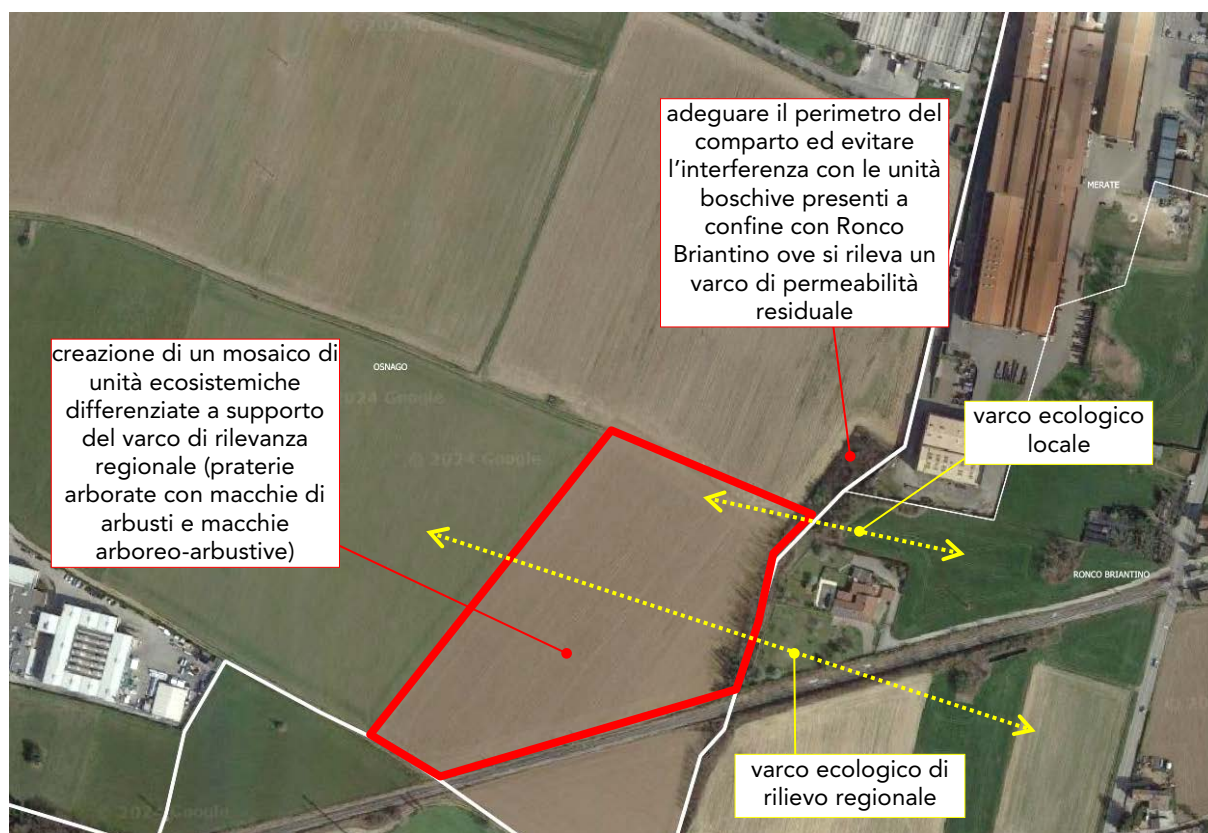 adeguare il perimetro del
comparto ed evitare
l’interferenza con le unità
boschive presenti a
confine con Ronco
Briantino ove si rileva un
varco di permeabilità
residuale
MERATE
creazione di un mosaico di
unità ecosistemiche
differenziate a supporto
del varco di rilevanza
regionale (praterie
arborate con macchie di
arbusti e macchie
arboreo-arbustive)
OSNAGO
varco ecologico
locale
© 2024 Google
RONCO BRIANTINO
varco ecologico di
rilievo regionale